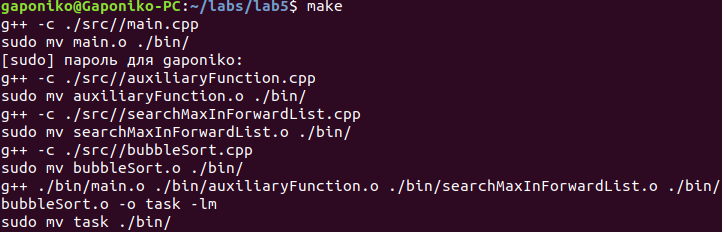 gaponiko@Gaponiko-PC:~/labs/lab5$ make
g++ -c ./src//main.cpp
sudo mv main.o ./bin/
[sudo] пароль для gaponiko:
g++ -c ./src//auxiliaryFunction.cpp
sudo mv auxiliaryFunction.o ./bin/
g++ -c ./src//searchMaxInForwardList.cpp
sudo mv searchMaxInForwardList.o ./bin/
g++ -c ./src//bubbleSort.cpp
sudo mv bubbleSort.o ./bin/
g++ ./bin/main.o ./bin/auxiliaryFunction.o ./bin/searchMaxInForwardList.o ./bin/
bubbleSort.o -o task -lm
sudo mv task ./bin/